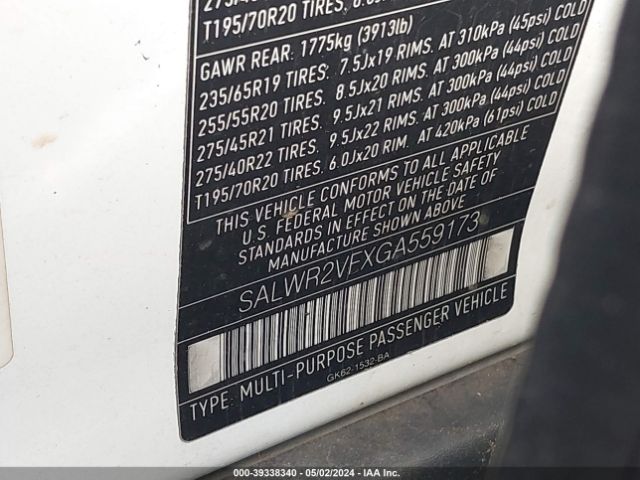 T195/70R20 TIRES.
GAWR REAR: 1775kg (3913lb)
235/65R19 TIRES: 7.5Jx19 RIMS. AT 310kPa (45psi) COLD
255/55R20 TIRES: 8.5Jx20 RIMS. AT 300kPa (44psi) COLD
275/45R21 TIRES: 9.5Jx21 RIMS. AT 300kPa (44psi) COLD
275/40R22 TIRES: 9.5Jx22 RIMS. AT 300kPa (44psi) COLD
T195/70R20 TIRES: 6.0Jx20 RIM. AT 420kPa (61psi) COLD
THIS VEHICLE CONFORMS TO ALL APPLICABLE
U.S. FEDERAL MOTOR VEHICLE SAFETY
STANDARDS IN EFFECT ON THE DATE OF
MANUFACTURE SHOWN ABOVE.
SALWR2VFXGA559173
TYPE: MULTI-PURPOSE PASSENGER VEHICLE
GK62-1532-BA
000-39338340 - 05/02/2024 - IAA Inc.